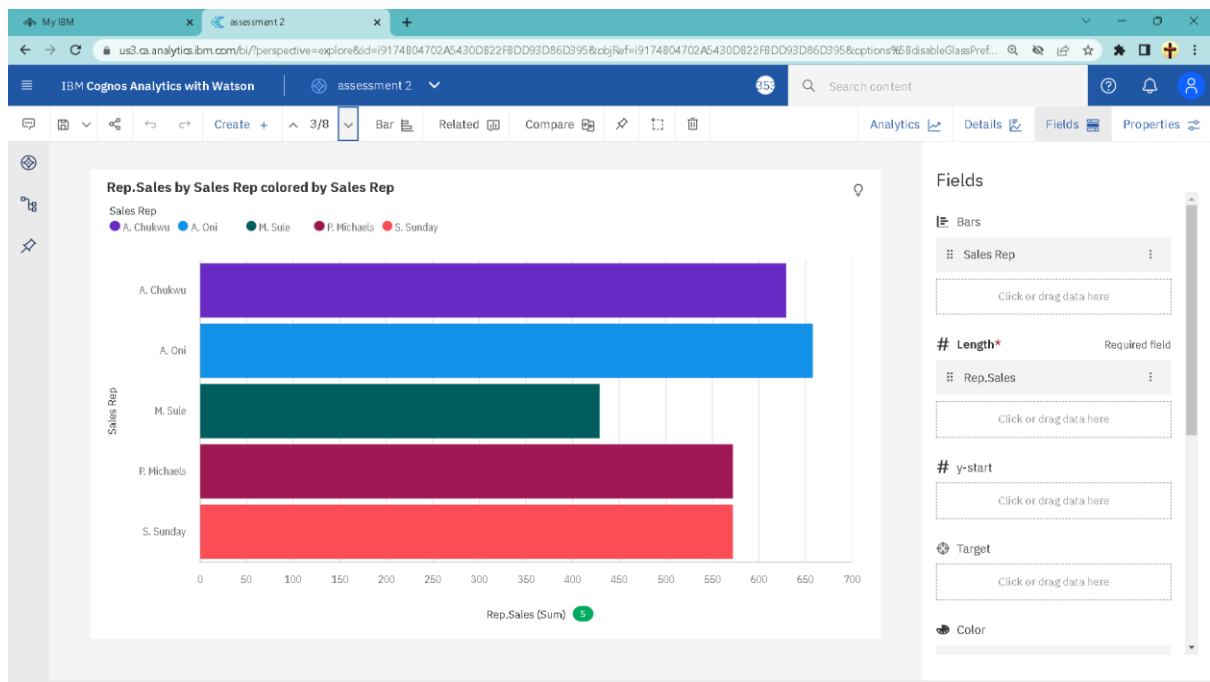 My IBM
assessment 2
us3.ca.analytics.ibm.com/bi/?perspective=explore&id=i9174B04702A5430DB22FBDD93D86D395&objRef=i9174B04702A5430DB22FBDD93D86D395&options%5BdisableGlassPref...
IBM Cognos Analytics with Watson
assessment 2
353
Search content
Create + 3/8 Bar Related Compare
Analytics Details Fields Properties
Rep.Sales by Sales Rep colored by Sales Rep
Sales Rep
A. Chukwu A. Oni M. Sule P. Michaels S. Sunday
A. Chukwu
A. Oni
M. Sule
P. Michaels
S. Sunday
Sales Rep
0 50 100 150 200 250 300 350 400 450 500 550 600 650 700
Rep.Sales (Sum) 5
Fields
Bars
Sales Rep
Click or drag data here
# Length* Required field
Rep.Sales
Click or drag data here
# y-start
Click or drag data here
Target
Click or drag data here
Color